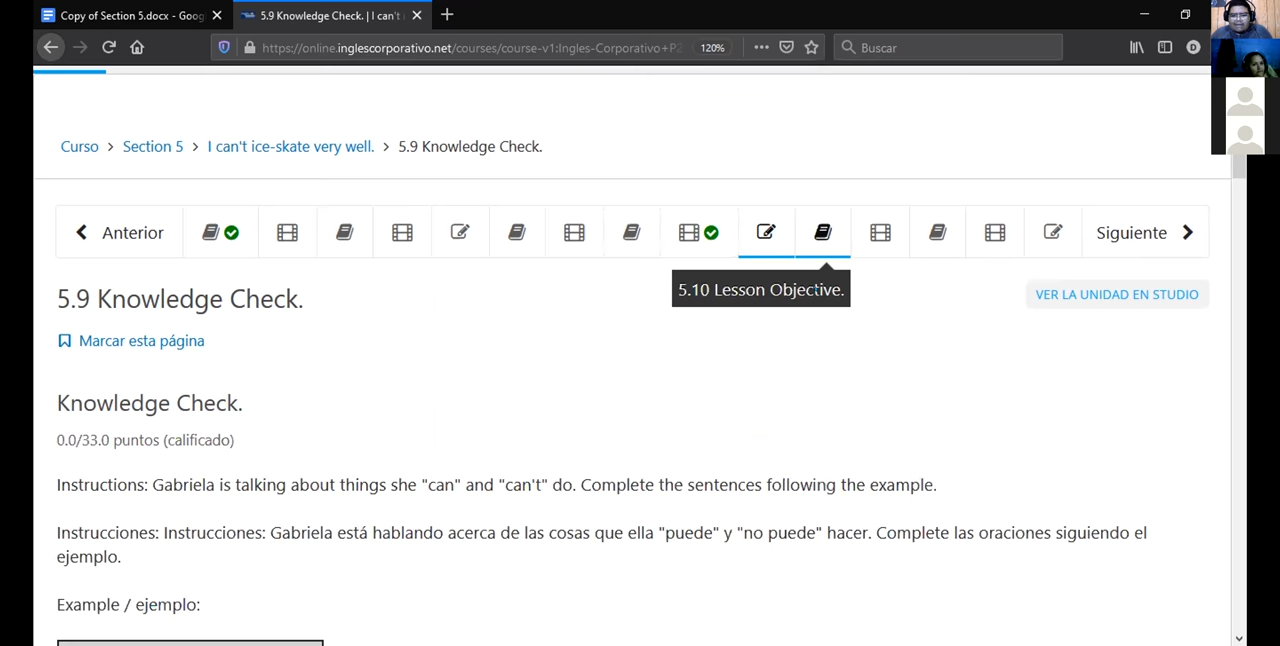 Copy of Section 5.docx - Goog
5.9 Knowledge Check. | I can't i
https://online.inglescorporativo.net/courses/course-v1:Ingles-Corporativo+P2
120%
Buscar
D
Curso > Section 5 > I can't ice-skate very well. > 5.9 Knowledge Check.
Anterior
Siguiente
5.10 Lesson Objective.
5.9 Knowledge Check.
VER LA UNIDAD EN STUDIO
Marcar esta página
Knowledge Check.
0.0/33.0 puntos (calificado)
Instructions: Gabriela is talking about things she "can" and "can't" do. Complete the sentences following the example.
Instrucciones: Instrucciones: Gabriela está hablando acerca de las cosas que ella "puede" y "no puede" hacer. Complete las oraciones siguiendo el
ejemplo.
Example / ejemplo: